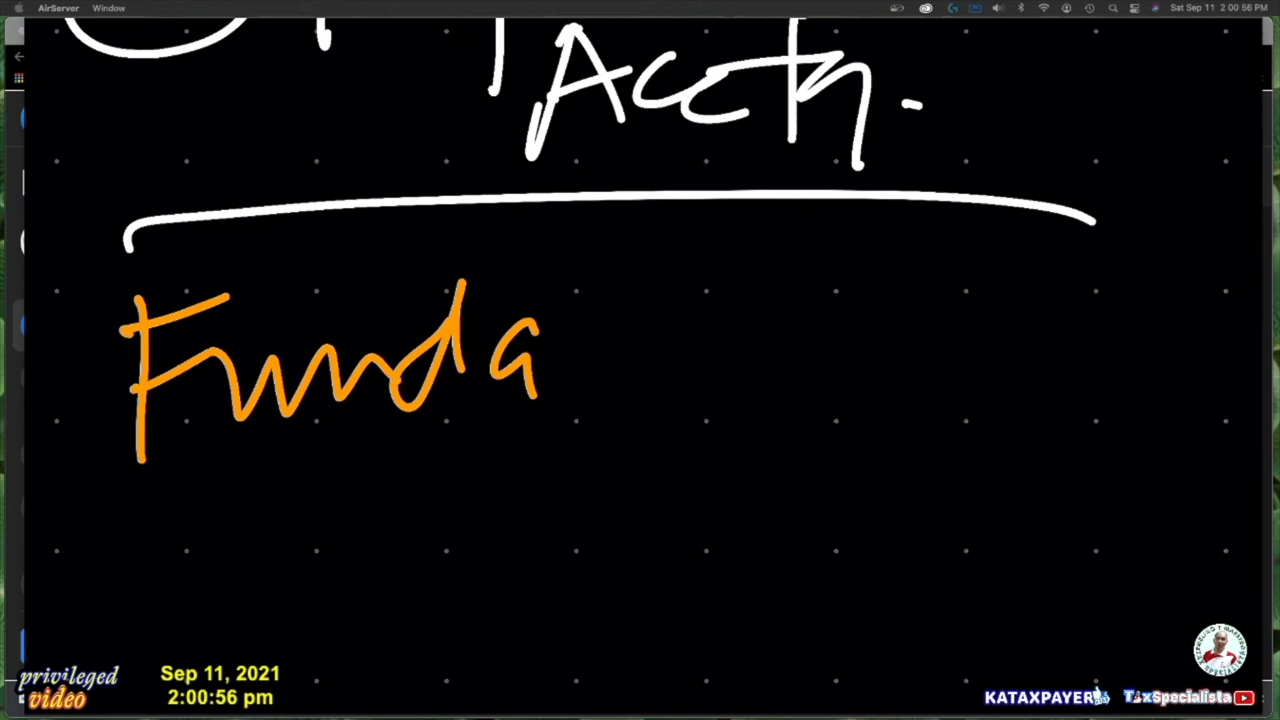 AirServer Window Sat Sep 11 2:00:56 PM
Acctg.
Funda
privileged
video
Sep 11, 2021
2:00:56 pm
KATAXPAYER TaxSpecialista